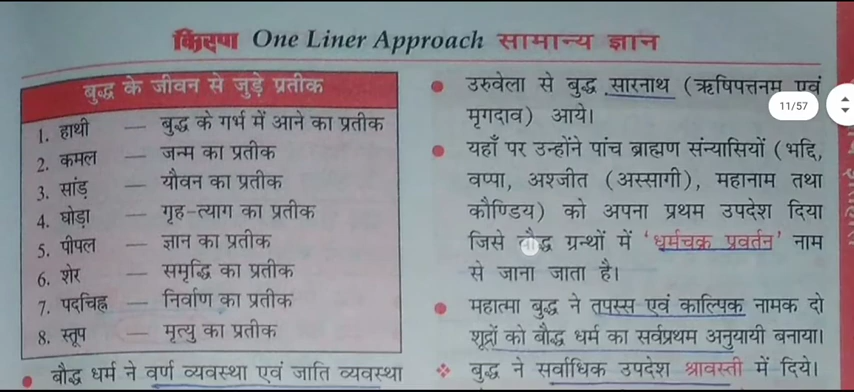 किरण One Liner Approach सामान्य ज्ञान
बुद्ध के जीवन से जुड़े प्रतीक
1. हाथी — बुद्ध के गर्भ में आने का प्रतीक
2. कमल — जन्म का प्रतीक
3. सांड़ — यौवन का प्रतीक
4. घोड़ा — गृह-त्याग का प्रतीक
5. पीपल — ज्ञान का प्रतीक
6. शेर — समृद्धि का प्रतीक
7. पदचिह्न — निर्वाण का प्रतीक
8. स्तूप — मृत्यु का प्रतीक
बौद्ध धर्म ने वर्ण व्यवस्था एवं जाति व्यवस्था
उरुवेला से बुद्ध सारनाथ (ऋषिपत्तनम् एवं
मृगदाव) आये।
यहाँ पर उन्होंने पांच ब्राह्मण संन्यासियों (भद्दि,
वप्पा, अश्जीत (अस्सागी), महानाम तथा
कौण्डिय) को अपना प्रथम उपदेश दिया
जिसे बौद्ध ग्रन्थों में ‘धर्मचक्र प्रवर्तन’ नाम
से जाना जाता है।
महात्मा बुद्ध ने तपस्स एवं काल्पिक नामक दो
शूद्रों को बौद्ध धर्म का सर्वप्रथम अनुयायी बनाया।
बुद्ध ने सर्वाधिक उपदेश श्रावस्ती में दिये।
11/57